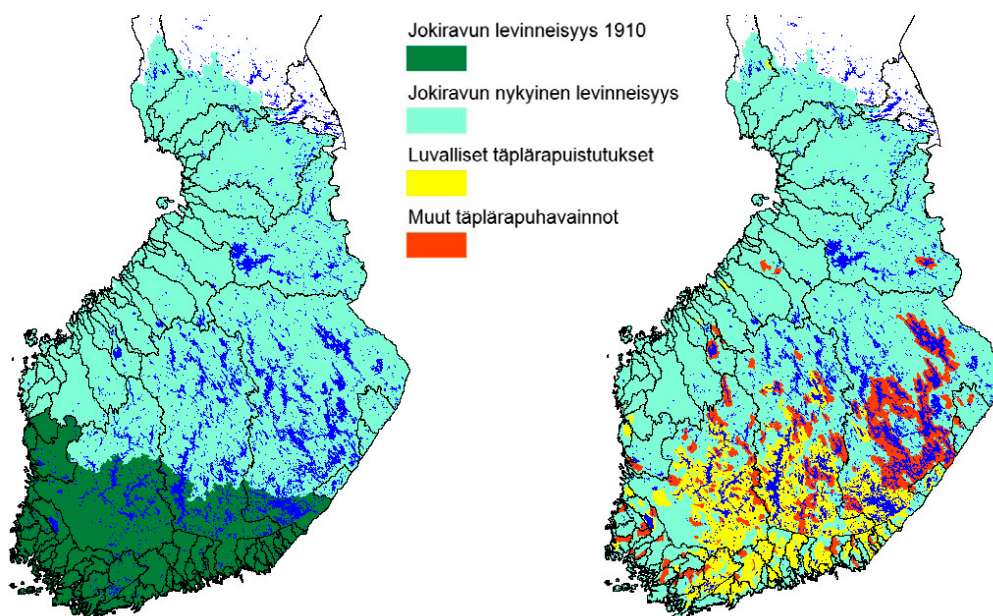 Jokiravun levinneisyys 1910
Jokiravun nykyinen levinneisyys
Luvalliset täplärapuistutukset
Muut täplärapuhavainnot